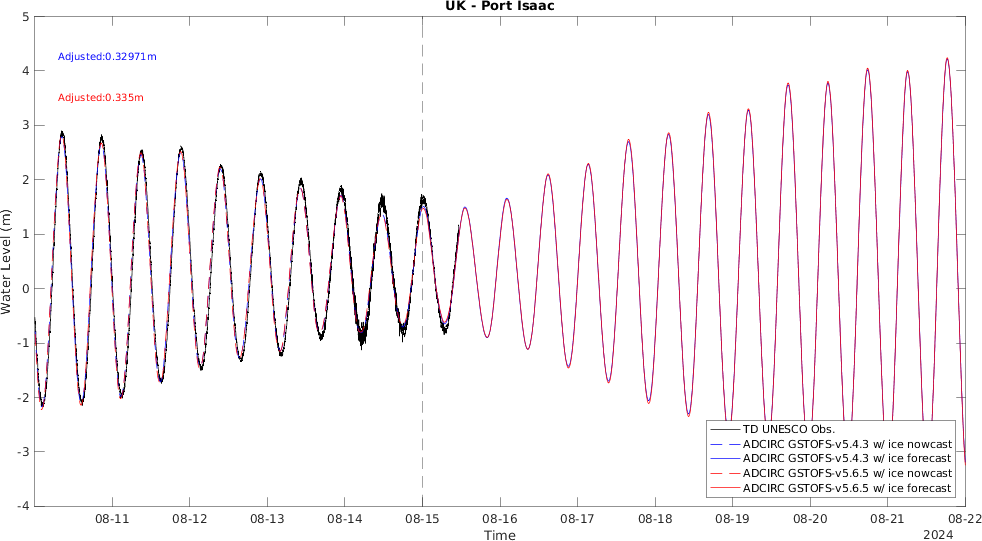 UK - Port Isaac
Adjusted:0.32971m
Adjusted:0.335m
Water Level (m)
5
4
3
2
1
0
-1
-2
-3
-4
TD UNESCO Obs.
ADCIRC GSTOFS-v5.4.3 w/ ice nowcast
ADCIRC GSTOFS-v5.4.3 w/ ice forecast
ADCIRC GSTOFS-v5.6.5 w/ ice nowcast
ADCIRC GSTOFS-v5.6.5 w/ ice forecast
08-11 08-12 08-13 08-14 08-15 08-16 08-17 08-18 08-19 08-20 08-21 08-22
Time
2024